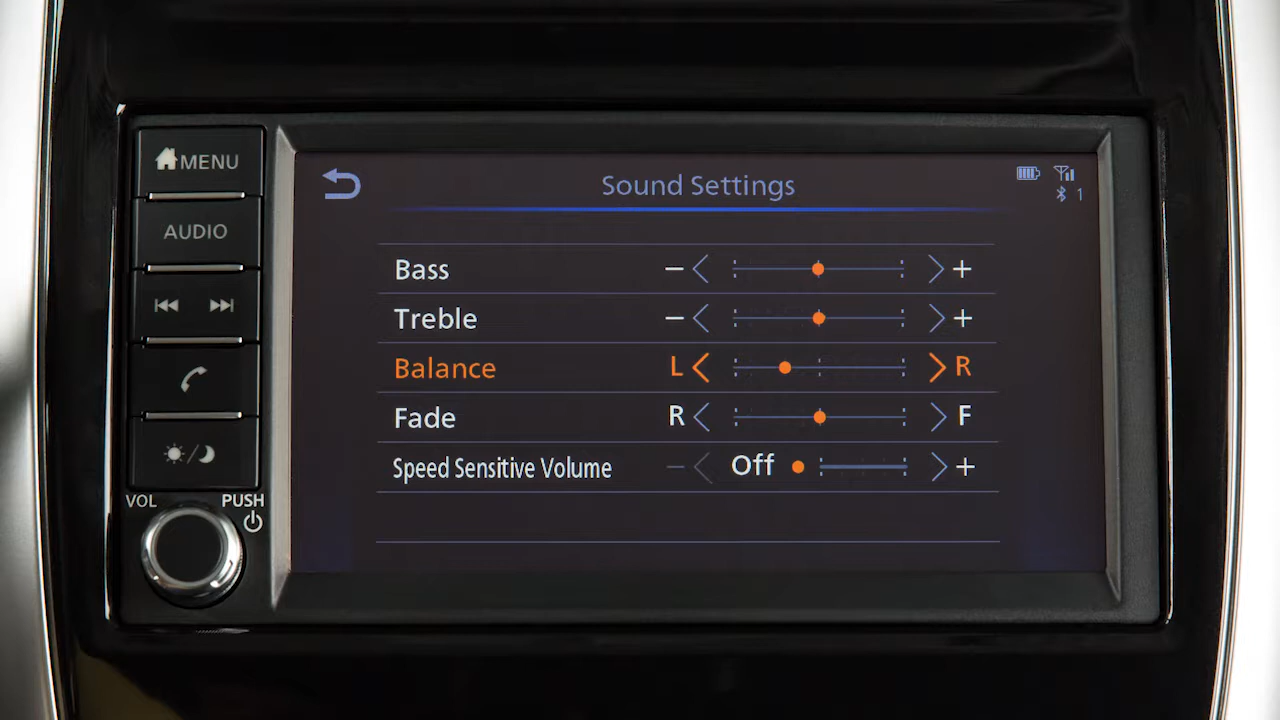 MENU
AUDIO
VOL PUSH
Sound Settings
1
Bass − +
Treble − +
Balance L R
Fade R F
Speed Sensitive Volume − Off +